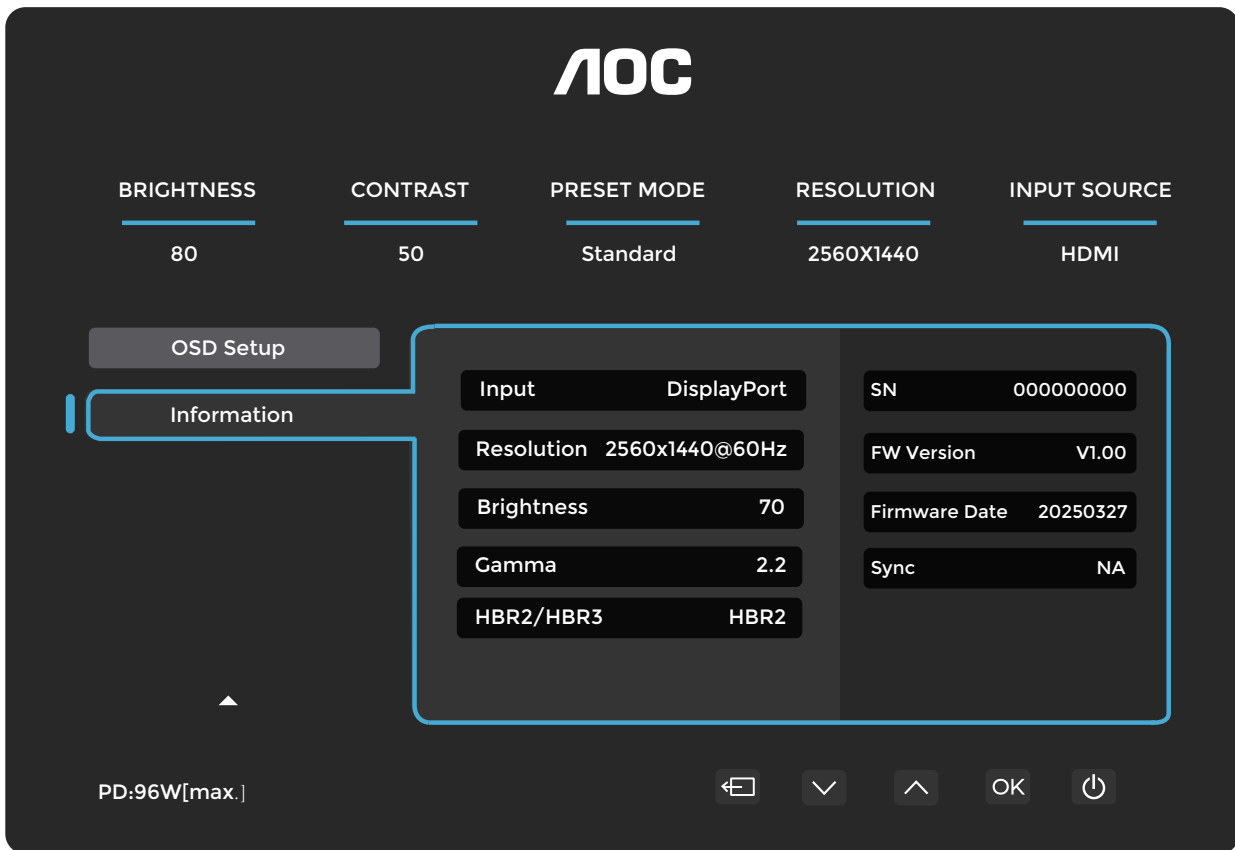 AOC
BRIGHTNESS CONTRAST PRESET MODE RESOLUTION INPUT SOURCE
80 50 Standard 2560X1440 HDMI
OSD Setup
Information
Input DisplayPort
Resolution 2560x1440@60Hz
Brightness 70
Gamma 2.2
HBR2/HBR3 HBR2
SN 000000000
FW Version V1.00
Firmware Date 20250327
Sync NA
PD:96W[max.]
OK